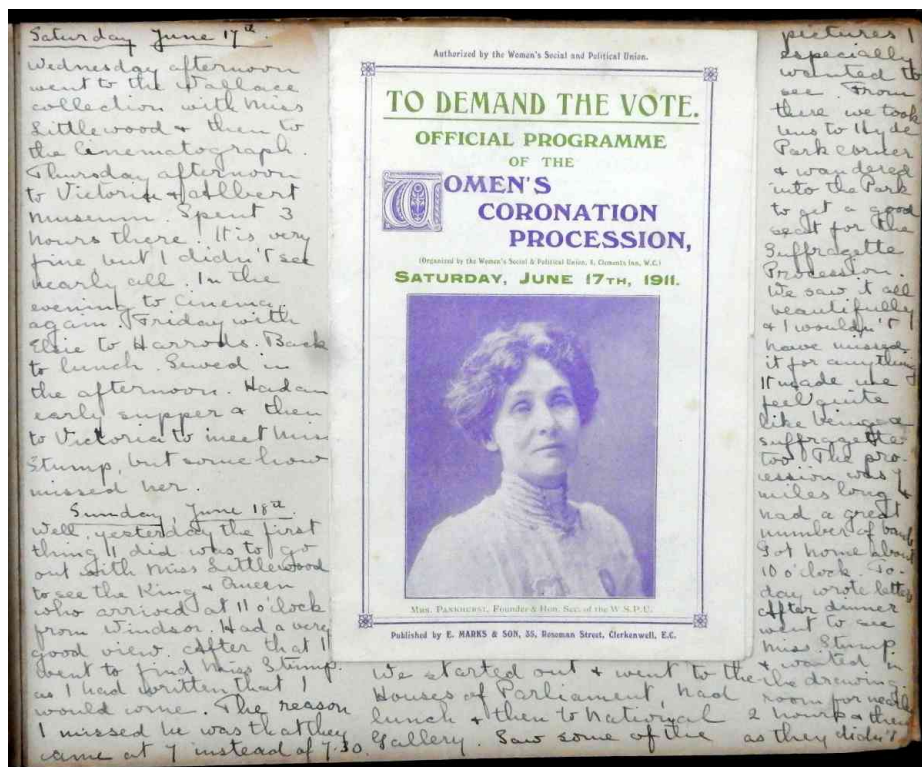 Saturday June 17th.
Wednesday afternoon
went to the Wallace
collection with Miss
Littlewood & then to
the Cinematograph.
Thursday afternoon
to Victoria & Albert
Museum. Spent 3
hours there. It is very
fine but I didn't see
nearly all. In the
evening to Cinema
again. Friday with
Elsie to Harrods. Back
to lunch. Sewed in
the afternoon. Had an
early supper & then
to Victoria to meet Miss
Stump, but some how
missed her.
Sunday June 18th.
Well, yesterday the first
thing I did was to go
out with Miss Littlewood
to see the King & Queen
who arrived at 11 o'clock
from Windsor. Had a very
good view. After that I
went to find Miss Stump.
as I had written that I
would come. The reason
I missed he was that they
came at 7 instead of 7.30.
Authorized by the Women's Social and Political Union.
TO DEMAND THE VOTE.
OFFICIAL PROGRAMME
OF THE
WOMEN'S
CORONATION
PROCESSION,
(Organized by the Women's Social & Political Union, 4, Clements Inn, W.C.)
SATURDAY, JUNE 17TH, 1911.
MRS. PANKHURST, Founder & Hon. Sec. of the W.S.P.U.
Published by E. MARKS & SON, 35, Roseman Street, Clerkenwell, E.C.
We started out & went to the
Houses of Parliament, had
lunch & then to National
Gallery. Saw some of the
pictures I
especially
wanted to
see. From
there we took
bus to Hyde
Park corner
& wandered
into the Park
to get a good
seat for the
Suffragette
Procession.
We saw it all
beautifully
& I wouldn't
have missed
it for anything
It made me
feel quite
like being a
suffragette
too. The pro-
cession was 7
miles long &
had a great
number of bands
Got home about
10 o'clock. To-
day wrote letters
After dinner
went to see
Miss Stump
& waited in
the drawing-
room for nearly
2 hours & then
as they didn't